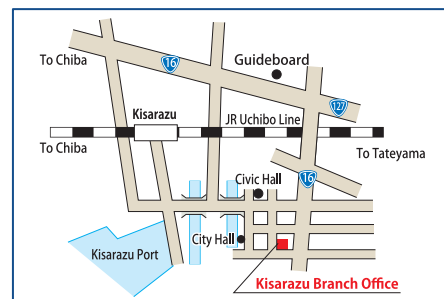 To Chiba
16
Guideboard
127
Kisarazu
JR Uchibo Line
To Chiba
To Tateyama
16
Civic Hall
City Hall
Kisarazu Port
Kisarazu Branch Office